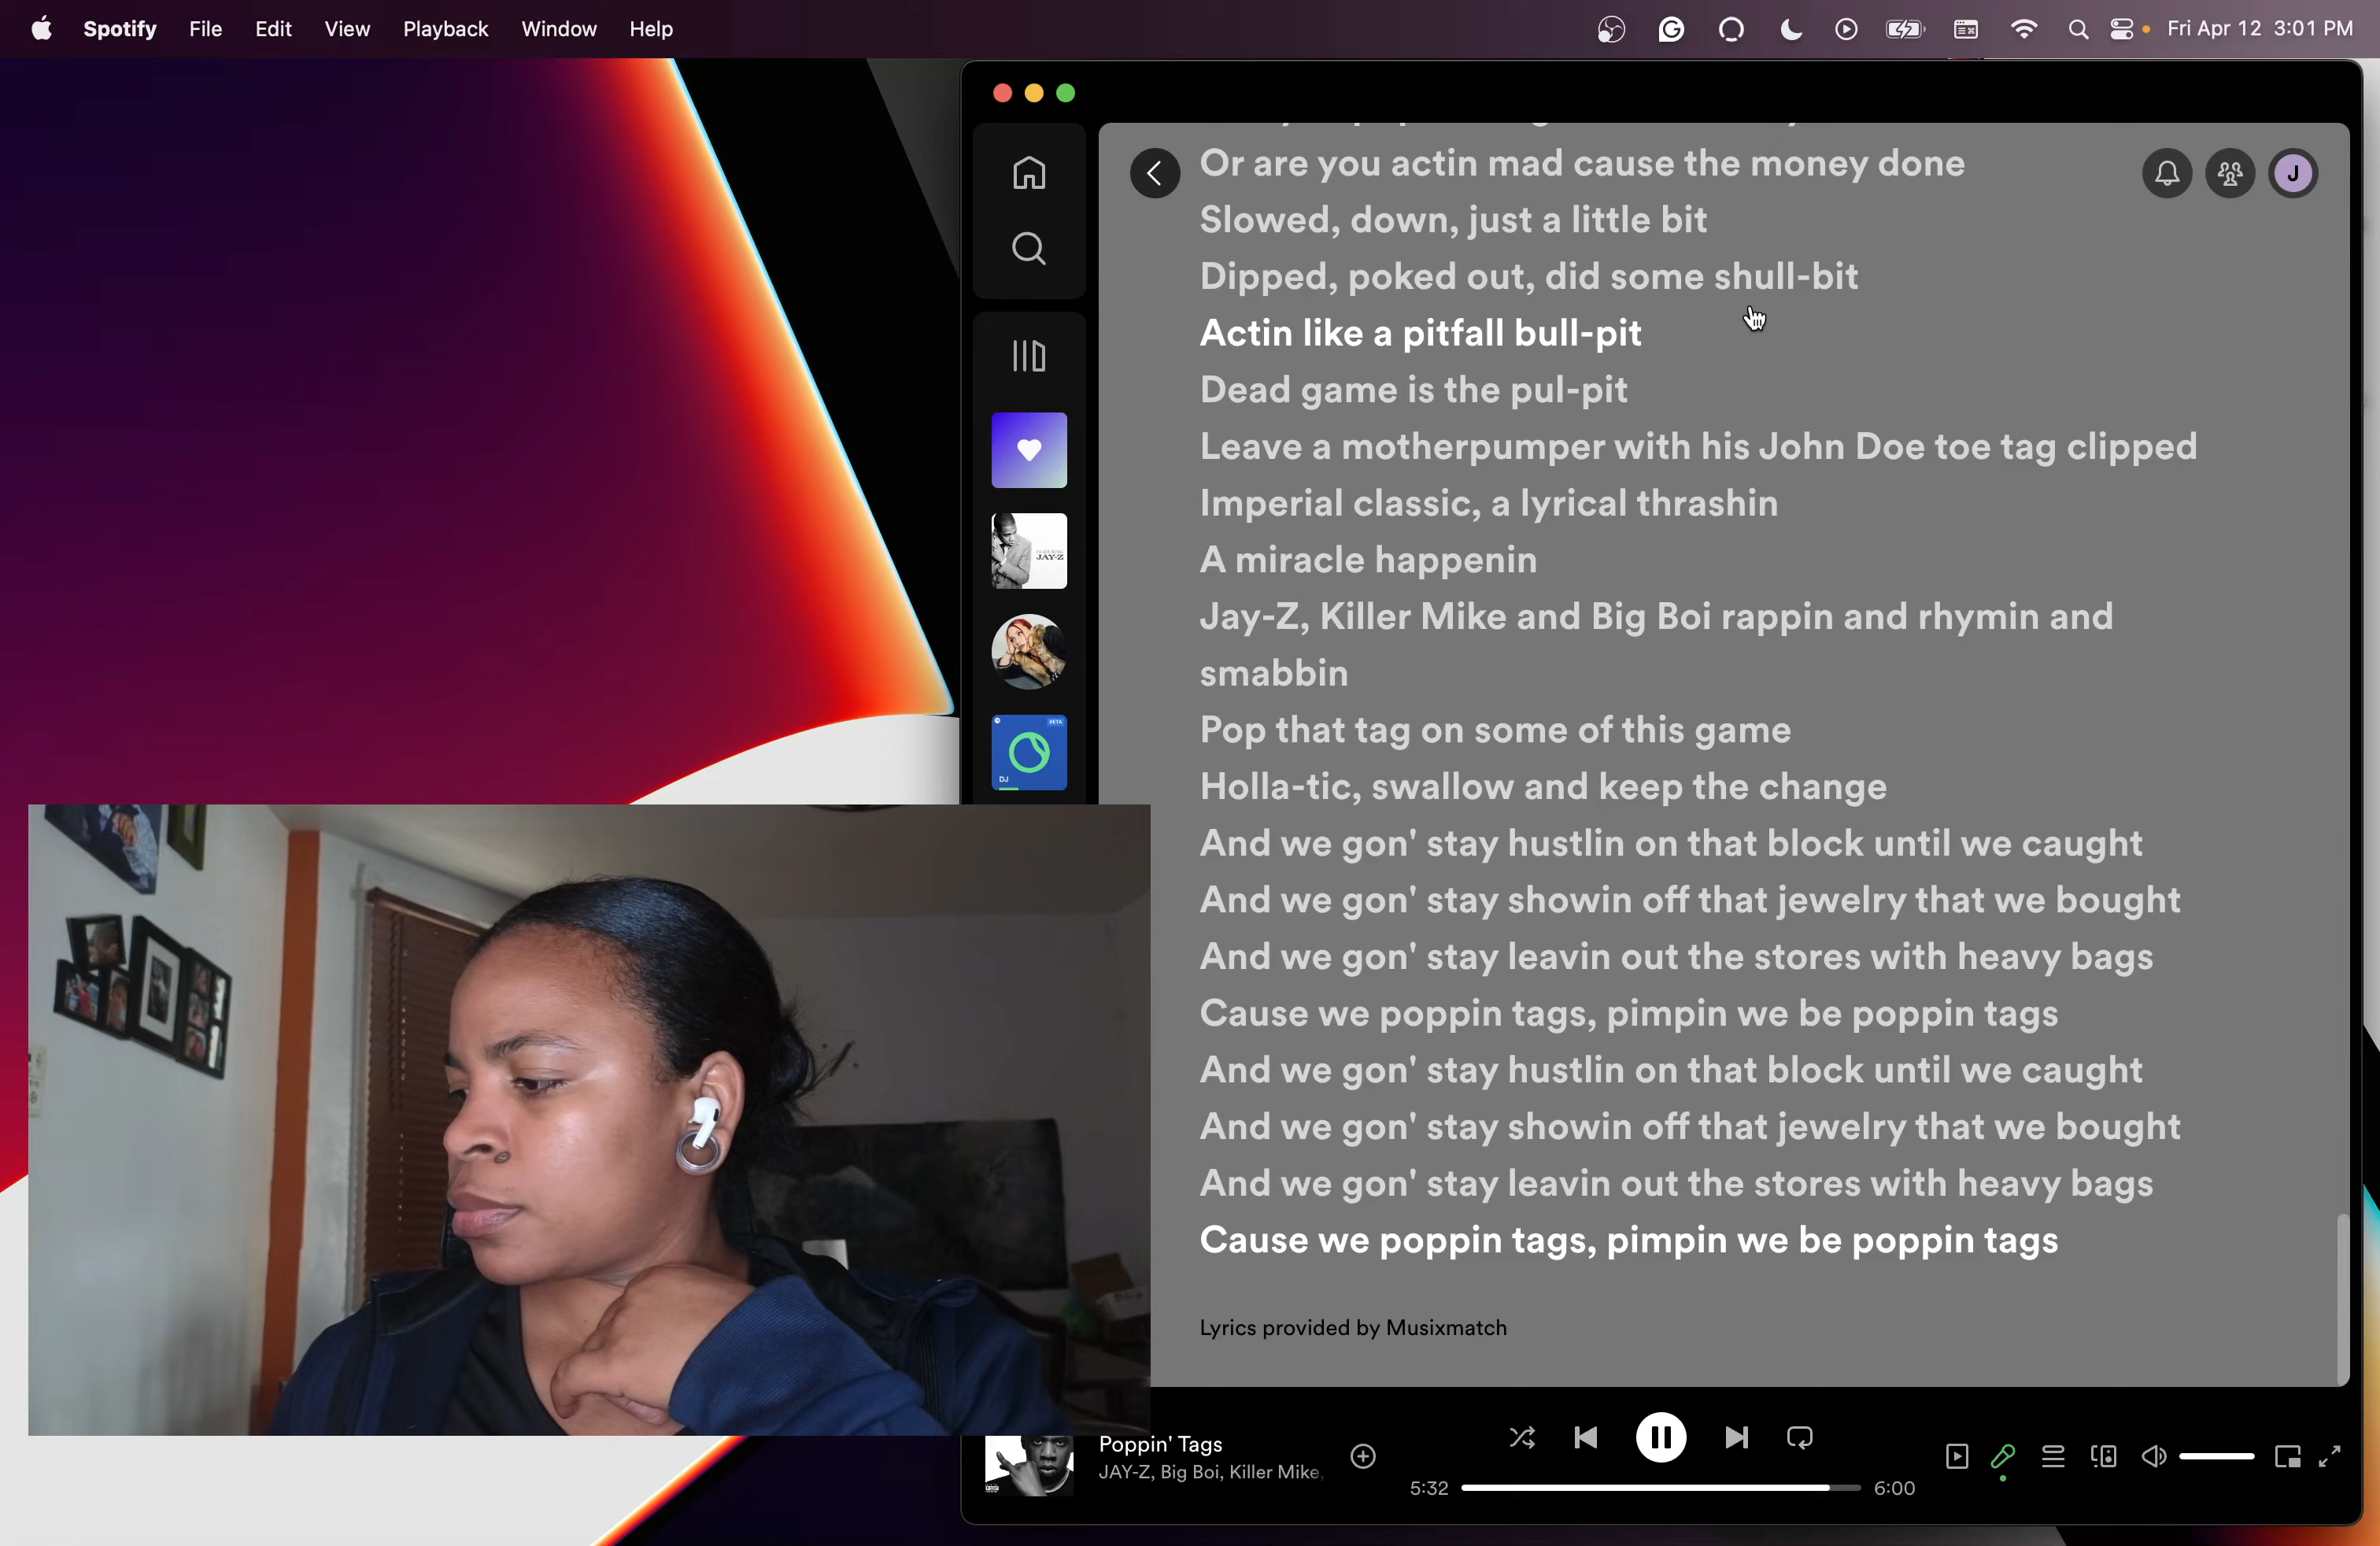 Spotify File Edit View Playback Window Help Fri Apr 12 3:01 PM
Or are you actin mad cause the money done
J
Slowed, down, just a little bit
Dipped, poked out, did some shull-bit
Actin like a pitfall bull-pit
Dead game is the pul-pit
Leave a motherpumper with his John Doe toe tag clipped
Imperial classic, a lyrical thrashin
JAY-Z
A miracle happenin
Jay-Z, Killer Mike and Big Boi rappin and rhymin and
smabbin
Pop that tag on some of this game
BETA
DJ
Holla-tic, swallow and keep the change
And we gon' stay hustlin on that block until we caught
And we gon' stay showin off that jewelry that we bought
And we gon' stay leavin out the stores with heavy bags
Cause we poppin tags, pimpin we be poppin tags
And we gon' stay hustlin on that block until we caught
And we gon' stay showin off that jewelry that we bought
And we gon' stay leavin out the stores with heavy bags
Cause we poppin tags, pimpin we be poppin tags
Lyrics provided by Musixmatch
Poppin' Tags
JAY-Z, Big Boi, Killer Mike,
5:32 6:00